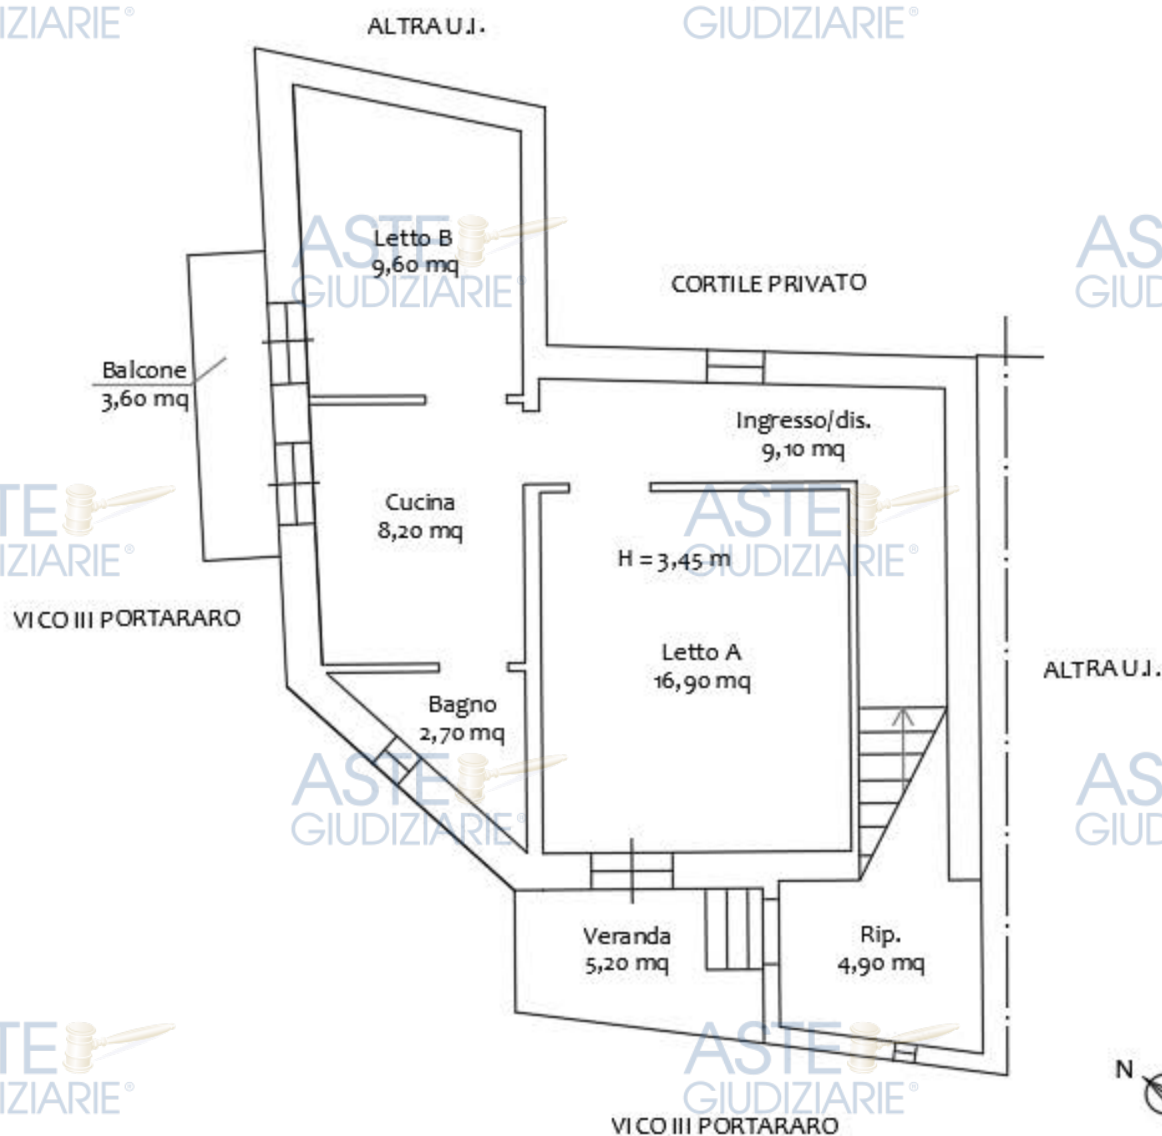 ALTRA U.I.
Letto B
9,60 mq
CORTILE PRIVATO
Balcone
3,60 mq
Ingresso/dis.
9,10 mq
Cucina
8,20 mq
H = 3,45 m
VICO III PORTARARO
Letto A
16,90 mq
ALTRA U.I.
Bagno
2,70 mq
Veranda
5,20 mq
Rip.
4,90 mq
N
VICO III PORTARARO
ASTE
GIUDIZIARIE®